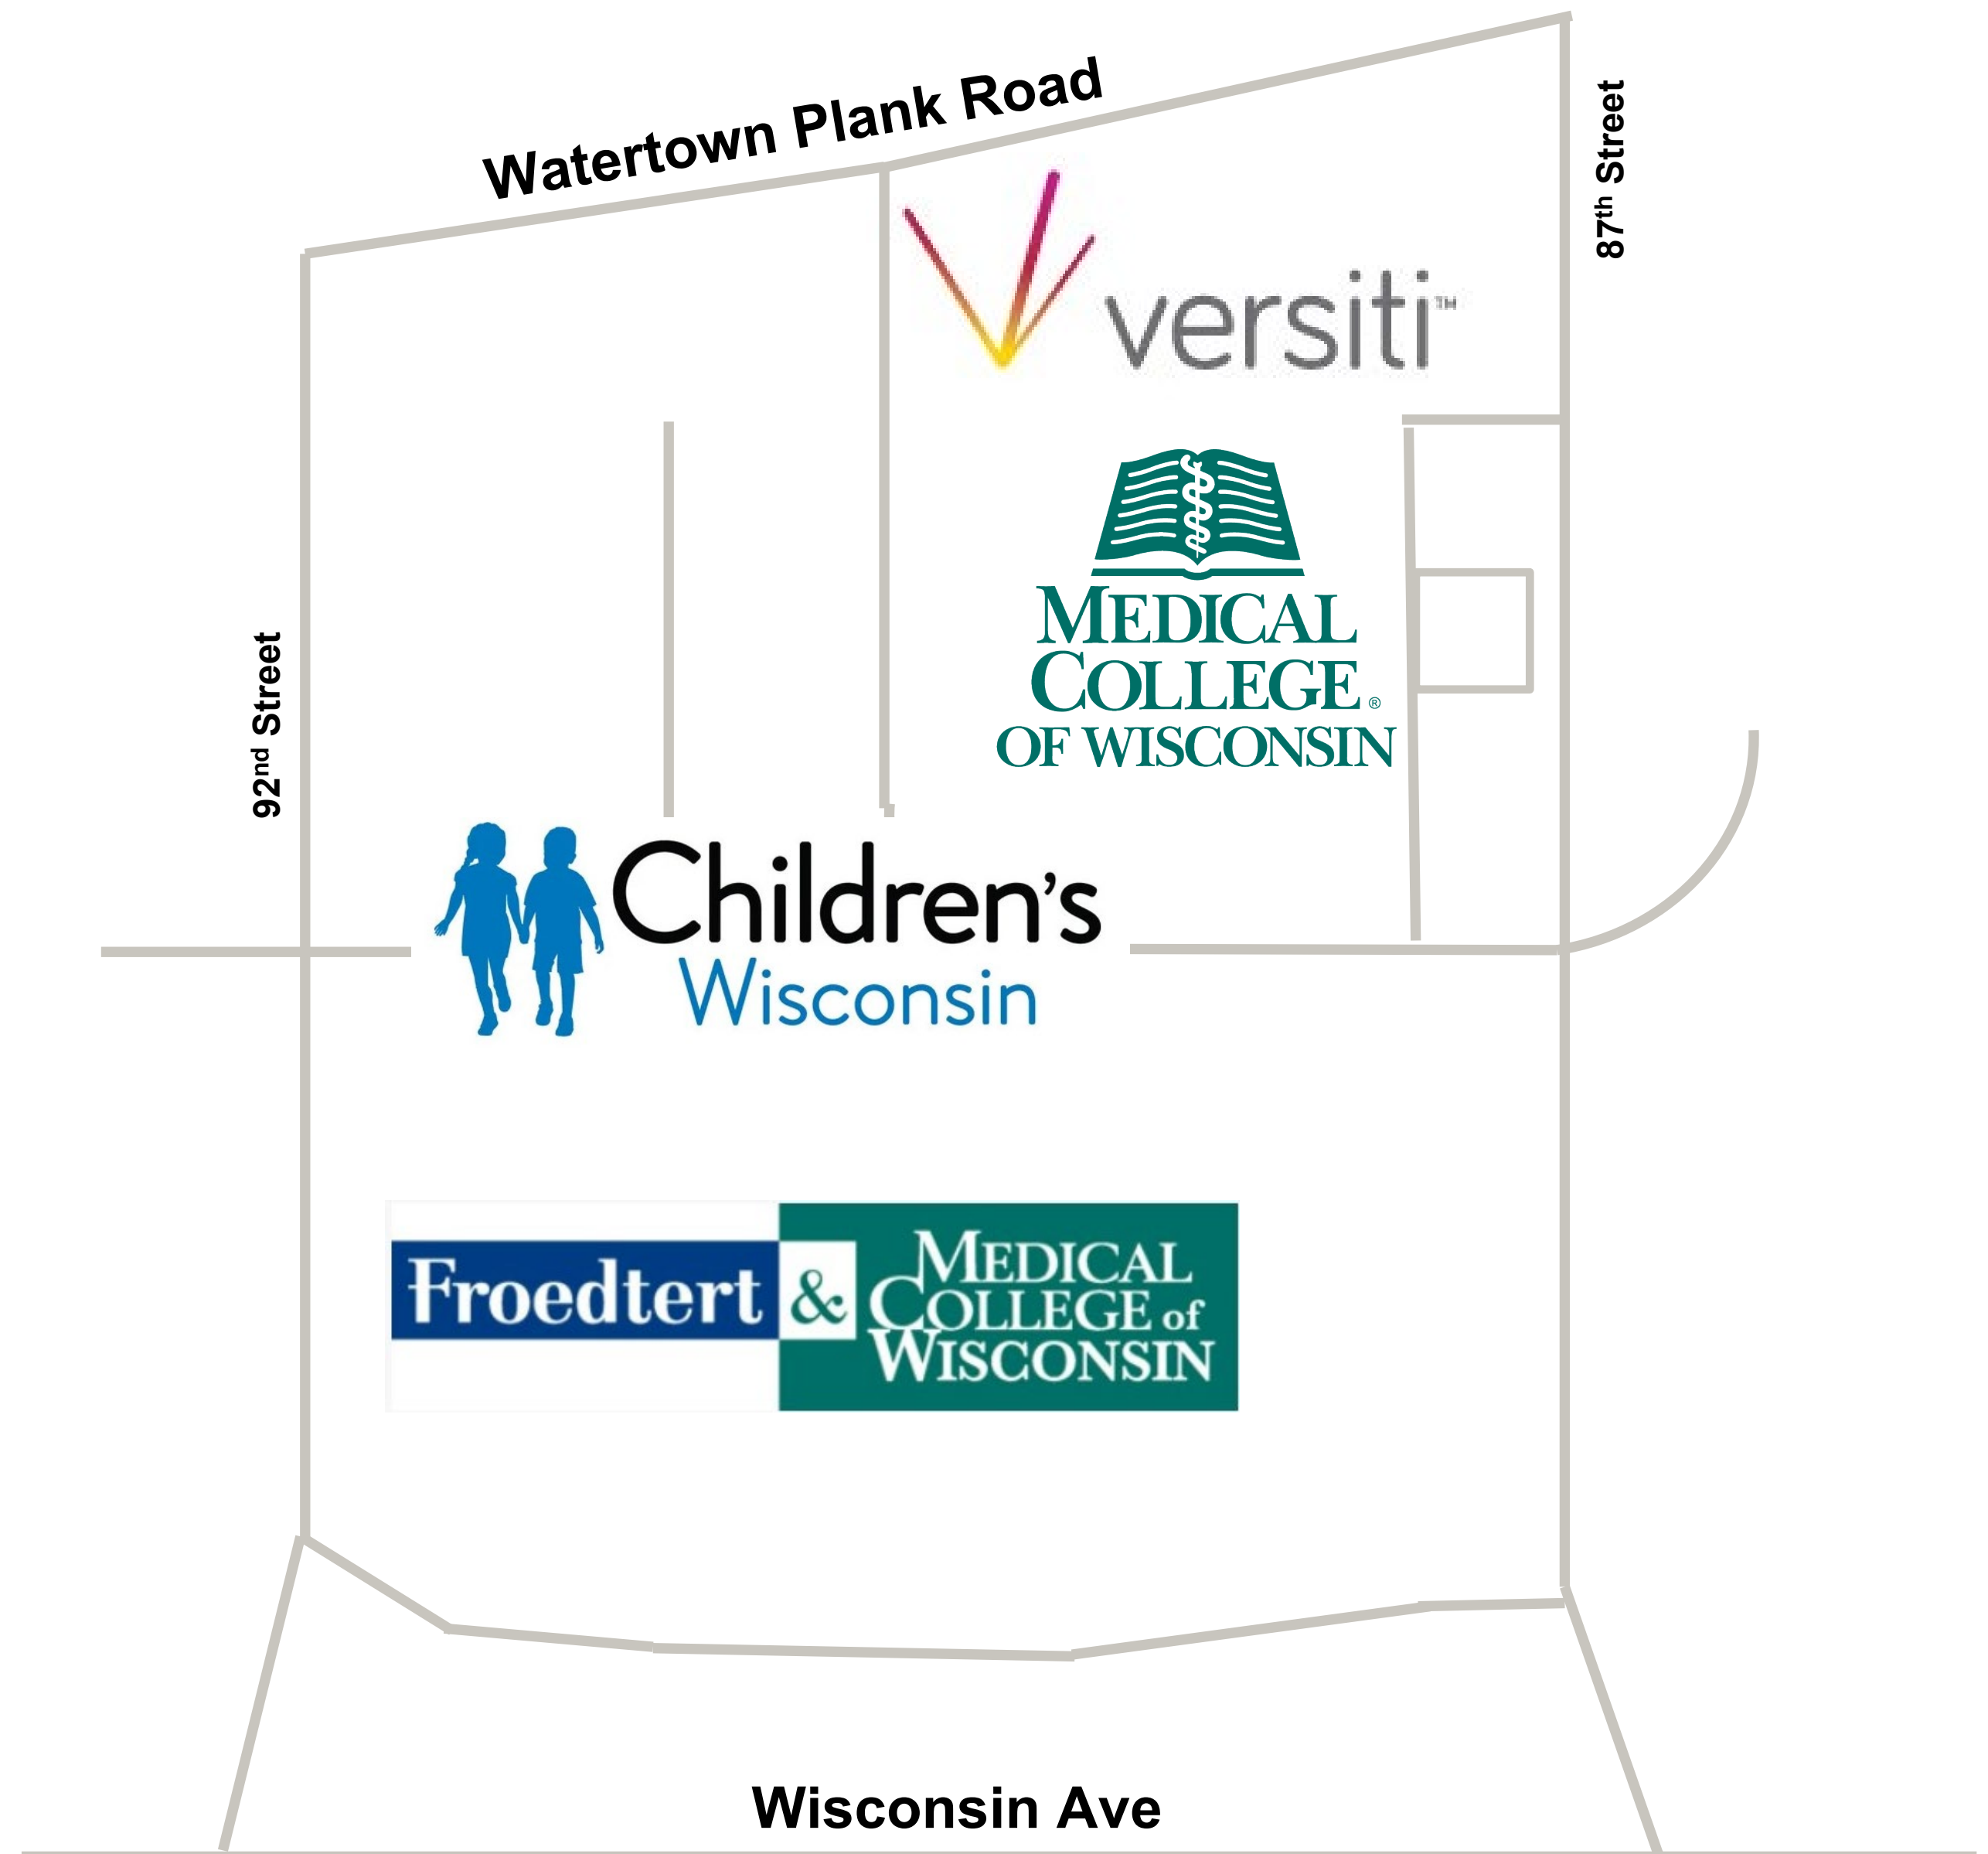 Watertown Plank Road
87th Street
versiti™
MEDICAL
COLLEGE®
OF WISCONSIN
92nd Street
Children's
Wisconsin
Froedtert & MEDICAL
COLLEGE of
WISCONSIN
Wisconsin Ave